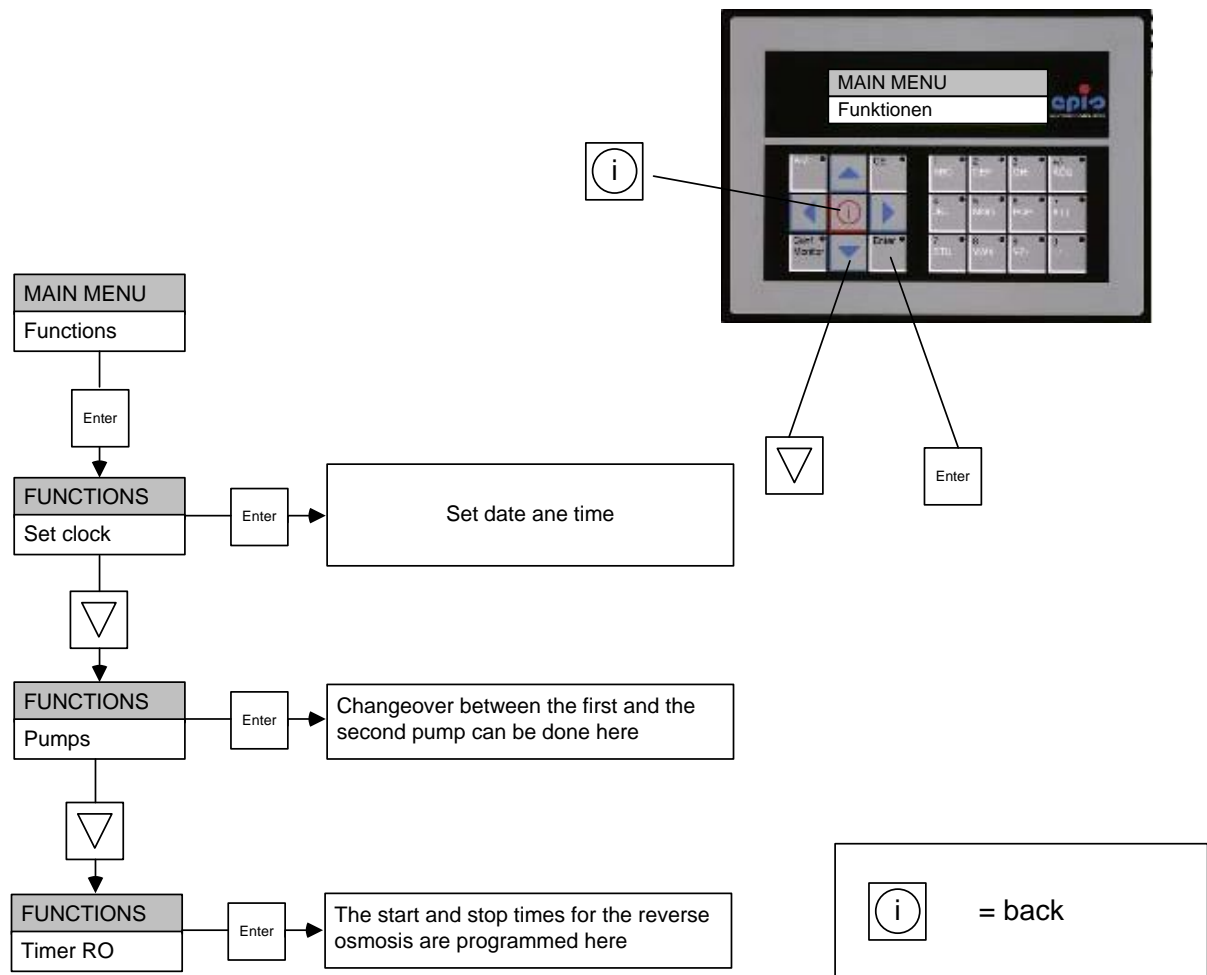 MAIN MENU
Funktionen
i
Enter
Enter
MAIN MENU
Functions
Enter
FUNCTIONS
Set clock
Enter
Set date ane time
FUNCTIONS
Pumps
Enter
Changeover between the first and the
second pump can be done here
FUNCTIONS
Timer RO
Enter
The start and stop times for the reverse
osmosis are programmed here
i = back